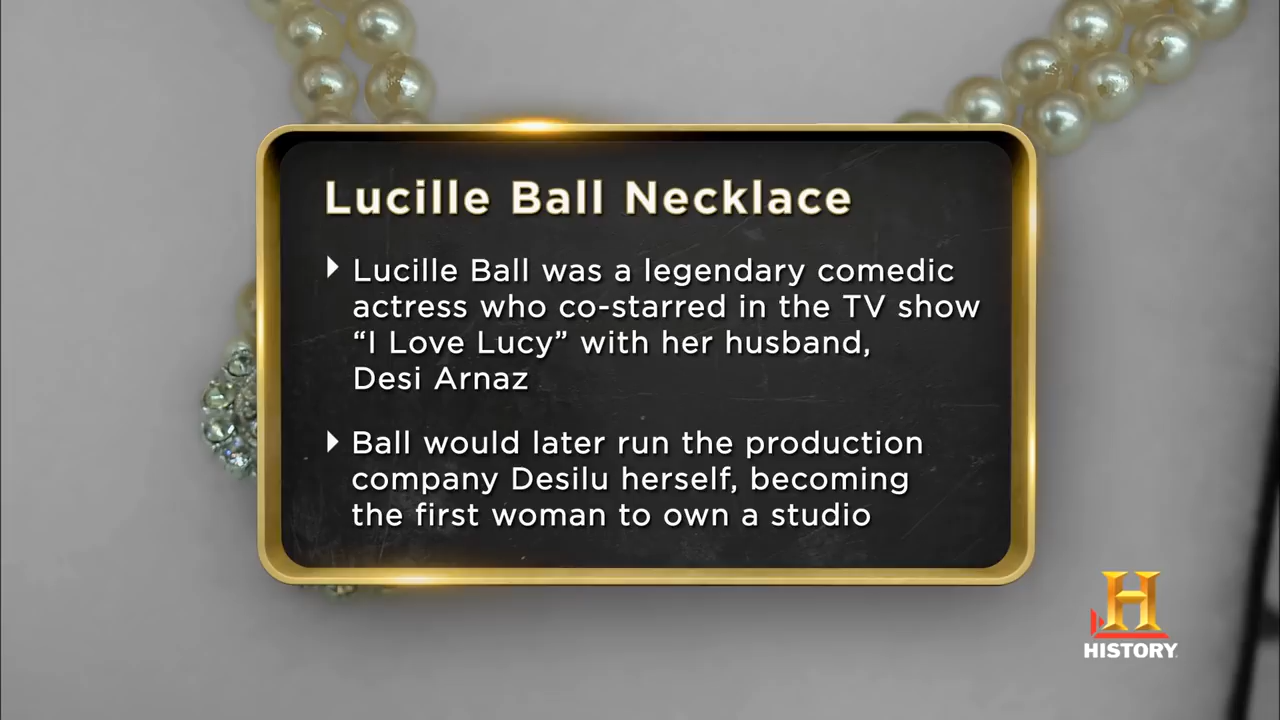 Lucille Ball Necklace
Lucille Ball was a legendary comedic
actress who co-starred in the TV show
“I Love Lucy” with her husband,
Desi Arnaz
Ball would later run the production
company Desilu herself, becoming
the first woman to own a studio
H
HISTORY